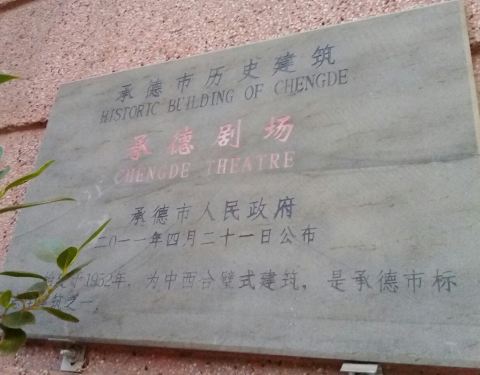 承德市历史建筑
HISTORIC BUILDING OF CHENGDE
承德剧场
CHENGDE THEATRE
承德市人民政府
二〇一一年四月二十一日公布
于1952年，为中西合璧式建筑，是承德市标
筑之一。